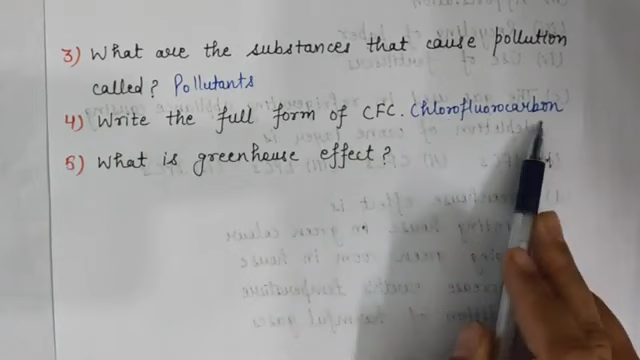 3) What are the substances that cause pollution
called? Pollutants
4) Write the full form of CFC. Chlorofluorocarbon
5) What is greenhouse effect?